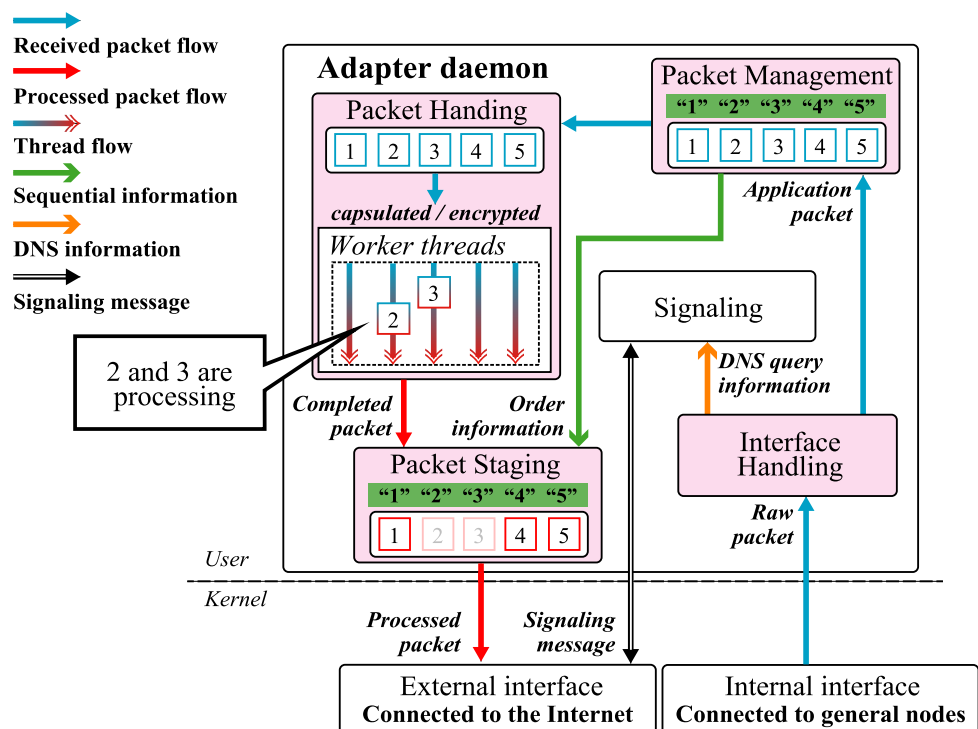 Received packet flow
Processed packet flow
Thread flow
Sequential information
DNS information
Signaling message
Adapter daemon
Packet Handing
1 2 3 4 5
capsulated / encrypted
Worker threads
3
2
2 and 3 are
processing
Packet Management
“1” “2” “3” “4” “5”
1 2 3 4 5
Application
packet
Signaling
DNS query
information
Interface
Handling
Raw
packet
Completed
packet
Order
information
Packet Staging
“1” “2” “3” “4” “5”
1 2 3 4 5
User
Kernel
Processed
packet
Signaling
message
External interface
Connected to the Internet
Internal interface
Connected to general nodes